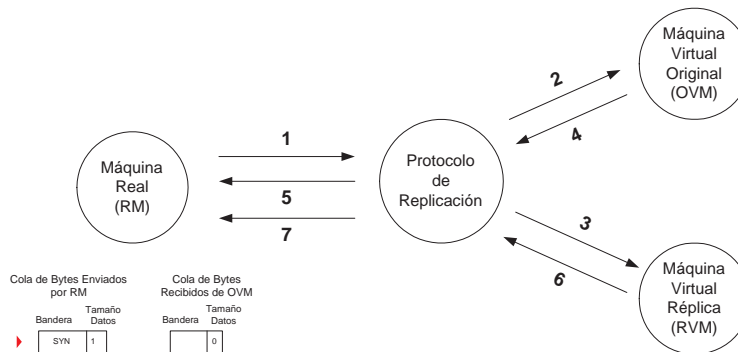 Máquina
Virtual
Original
(OVM)
2
4
1
Máquina
Real
(RM)
Protocolo
de
Replicación
5
7
3
6
Máquina
Virtual
Réplica
(RVM)
Cola de Bytes Enviados
por RM
Cola de Bytes
Recibidos de OVM
Bandera
Tamaño
Datos
Bandera
Tamaño
Datos
SYN
1
0